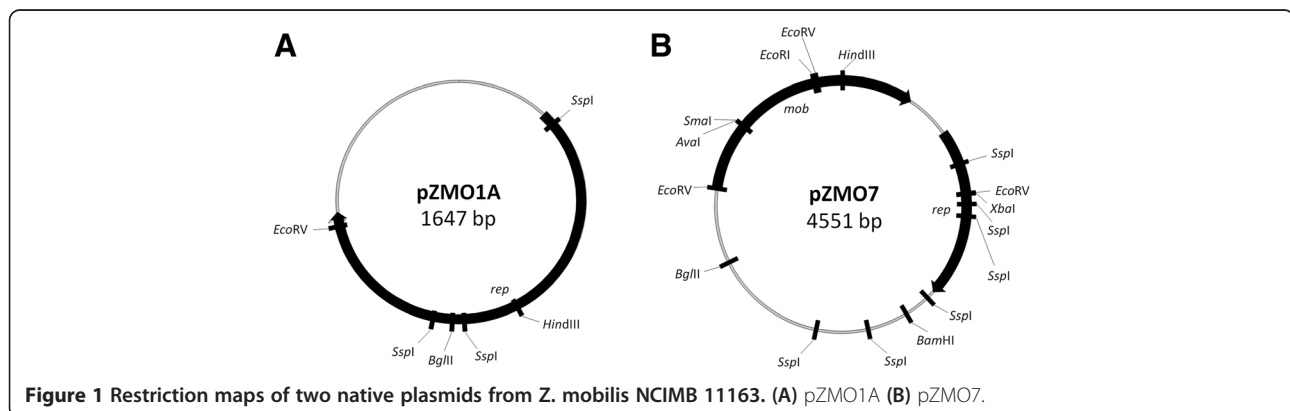 A
SspI
pZMO1A
1647 bp
EcoRV
rep
HindIII
SspI
BglII
SspI
B
EcoRV
EcoRI
HindIII
mob
SmaI
AvaI
SspI
EcoRV
pZMO7
4551 bp
EcoRV
XbaI
rep
SspI
SspI
BglII
SspI
BamHI
SspI
SspI
Figure 1 Restriction maps of two native plasmids from Z. mobilis NCIMB 11163. (A) pZMO1A (B) pZMO7.